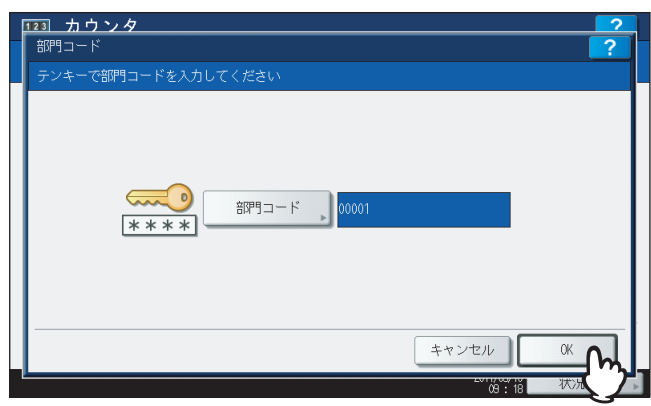 123 カウンタ ?
部門コード ?
テンキーで部門コードを入力してください
部門コード 00001
＊＊＊＊
キャンセル OK
09：18